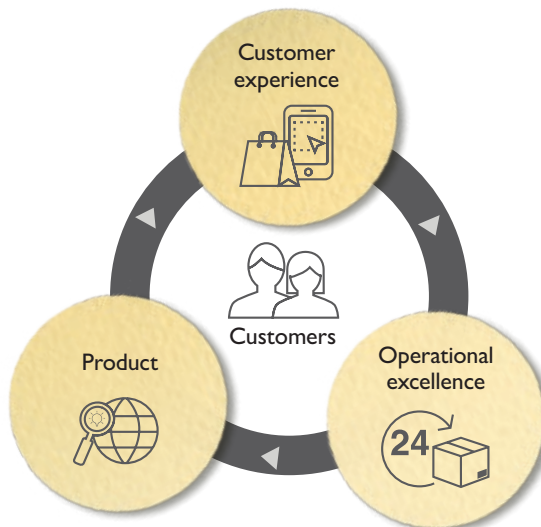 Customer
experience
Customers
Product
Operational
excellence
24